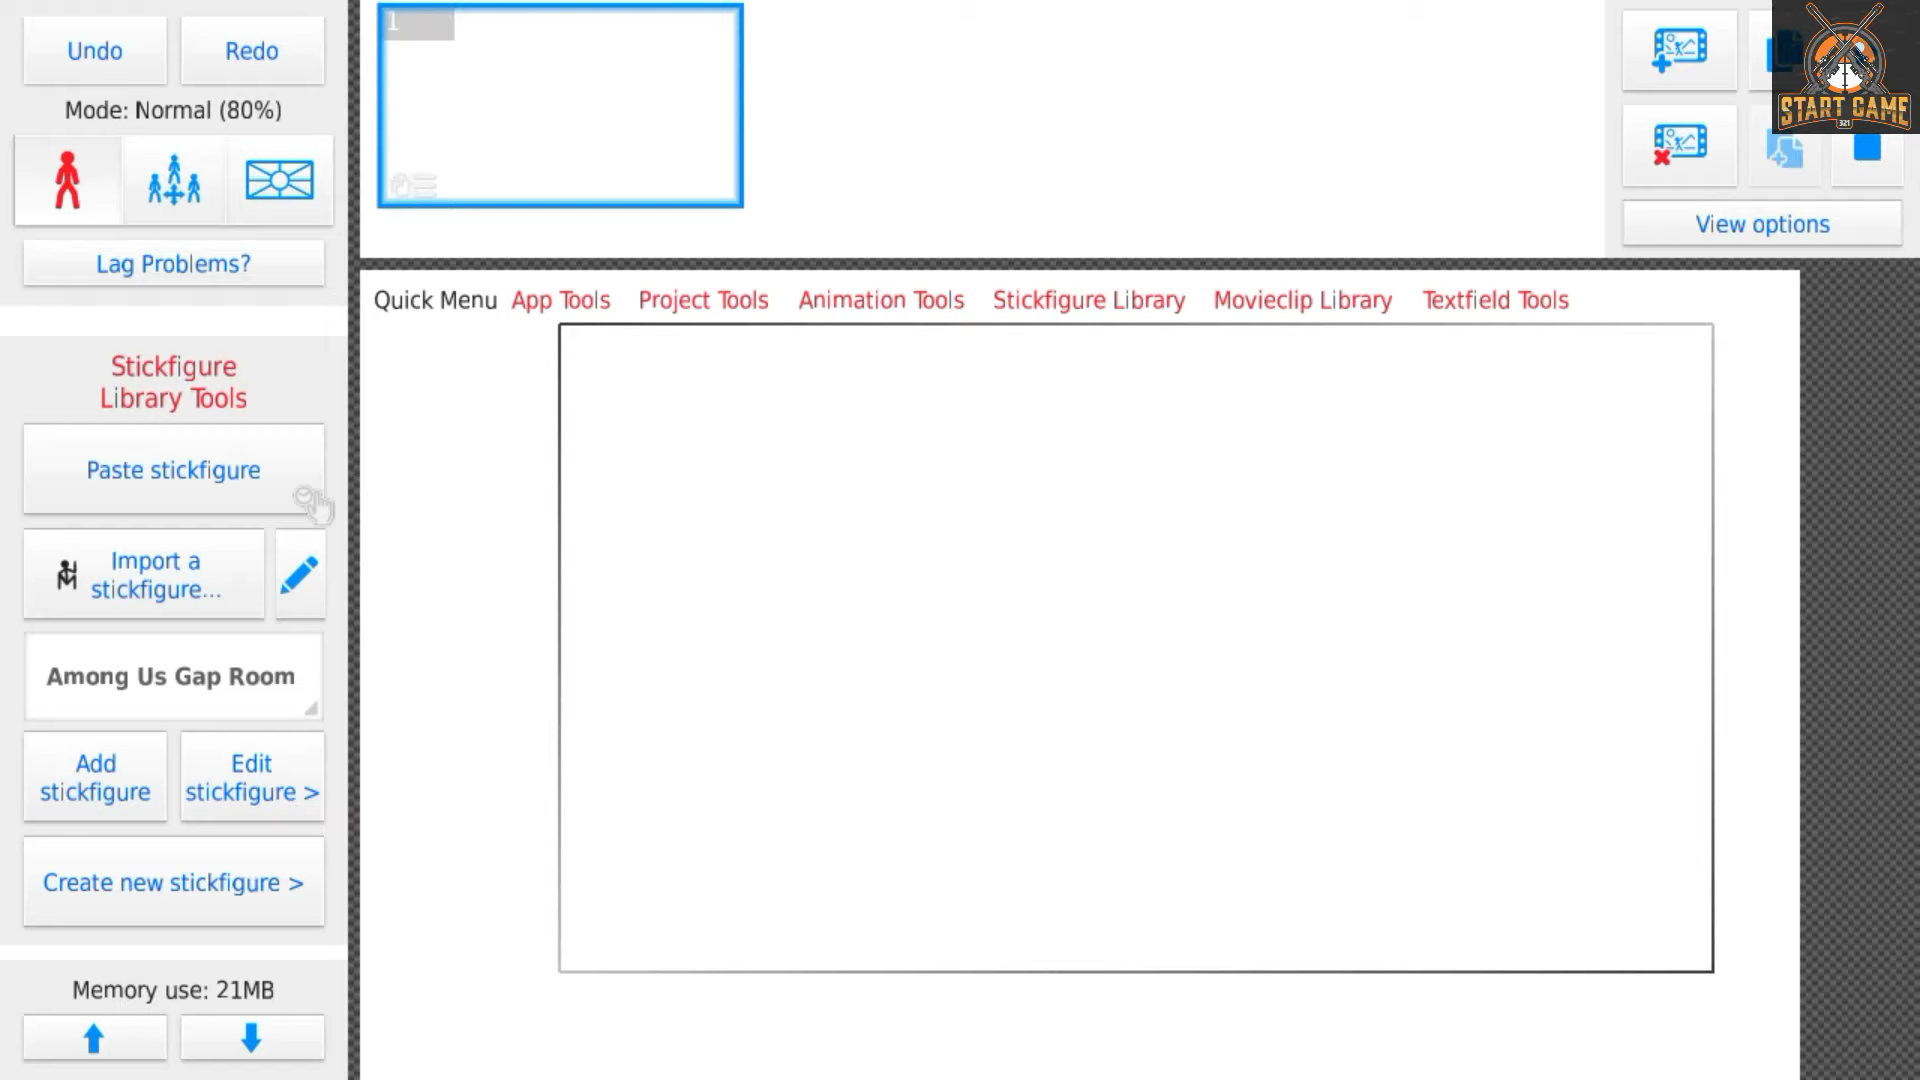 Undo
Redo
Mode: Normal (80%)
Lag Problems?
Stickfigure
Library Tools
Paste stickfigure
Import a
stickfigure...
Among Us Gap Room
Add
stickfigure
Edit
stickfigure >
Create new stickfigure >
Memory use: 21MB
1
Quick Menu App Tools Project Tools Animation Tools Stickfigure Library Movieclip Library Textfield Tools
START GAME
321
View options